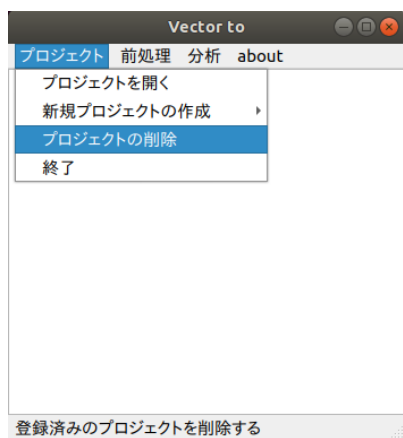 Vector to
プロジェクト 前処理 分析 about
プロジェクトを開く
新規プロジェクトの作成
プロジェクトの削除
終了
登録済みのプロジェクトを削除する